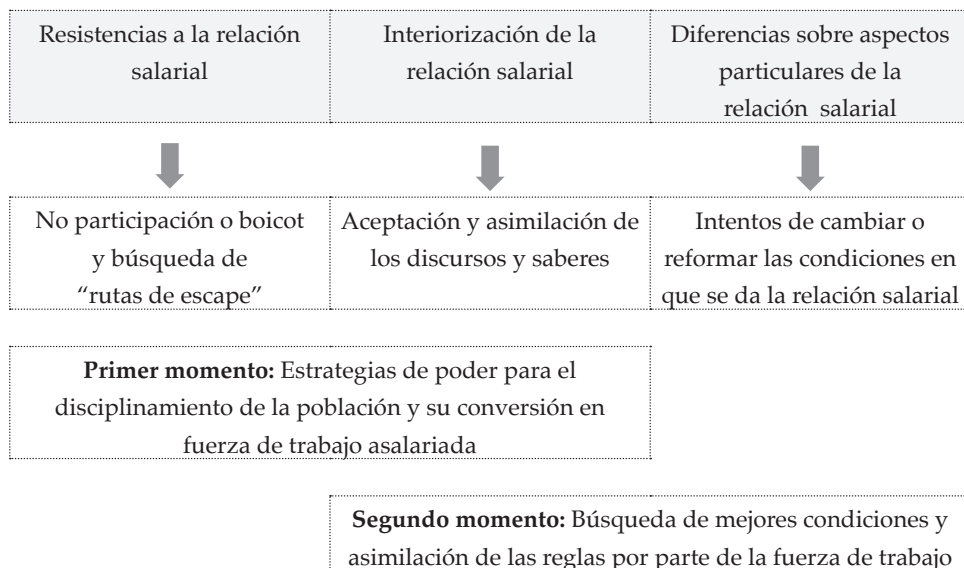 Resistencias a la relación
salarial
Interiorización de la
relación salarial
Diferencias sobre aspectos
particulares de la
relación salarial
No participación o boicot
y búsqueda de
“rutas de escape”
Aceptación y asimilación de
los discursos y saberes
Intentos de cambiar o
reformar las condiciones en
que se da la relación salarial
Primer momento: Estrategias de poder para el
disciplinamiento de la población y su conversión en
fuerza de trabajo asalariada
Segundo momento: Búsqueda de mejores condiciones y
asimilación de las reglas por parte de la fuerza de trabajo